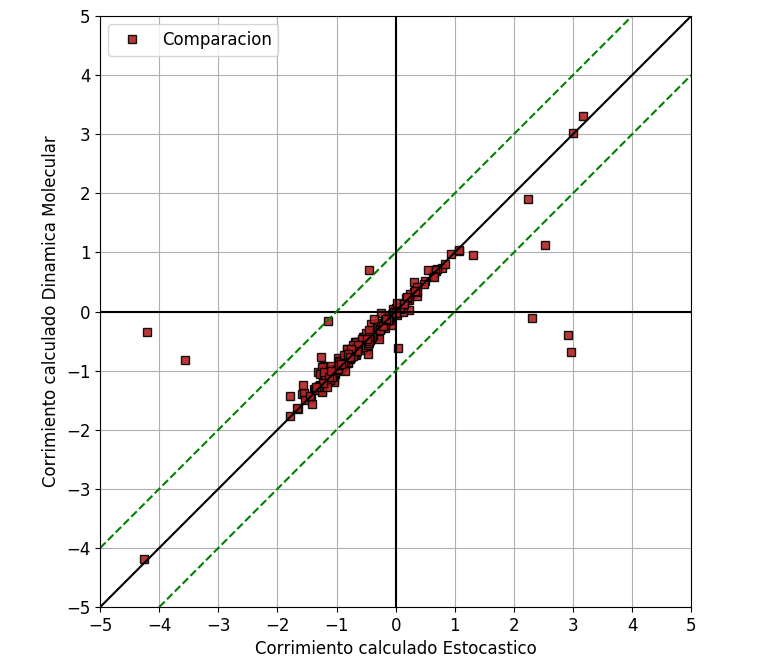 Comparacion
5
4
3
2
1
0
−1
−2
−3
−4
−5
Corrimiento calculado Dinamica Molecular
−5 −4 −3 −2 −1 0 1 2 3 4 5
Corrimiento calculado Estocastico